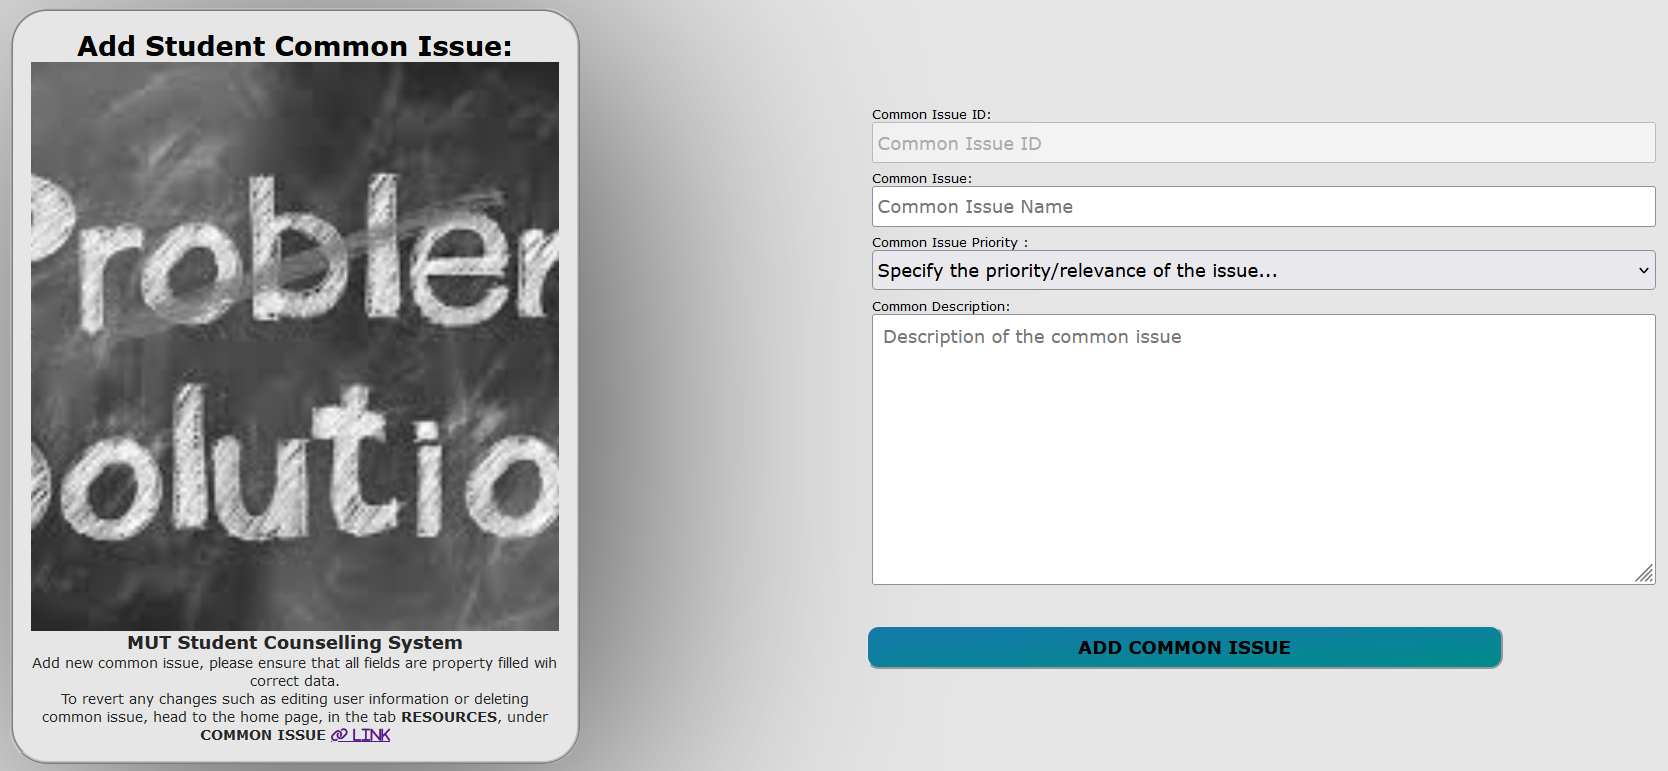 Add Student Common Issue:
Problem
Solutio
MUT Student Counselling System
Add new common issue, please ensure that all fields are property filled wih
correct data.
To revert any changes such as editing user information or deleting
common issue, head to the home page, in the tab RESOURCES, under
COMMON ISSUE LINK
Common Issue ID:
Common Issue ID
Common Issue:
Common Issue Name
Common Issue Priority :
Specify the priority/relevance of the issue...
Common Description:
Description of the common issue
ADD COMMON ISSUE